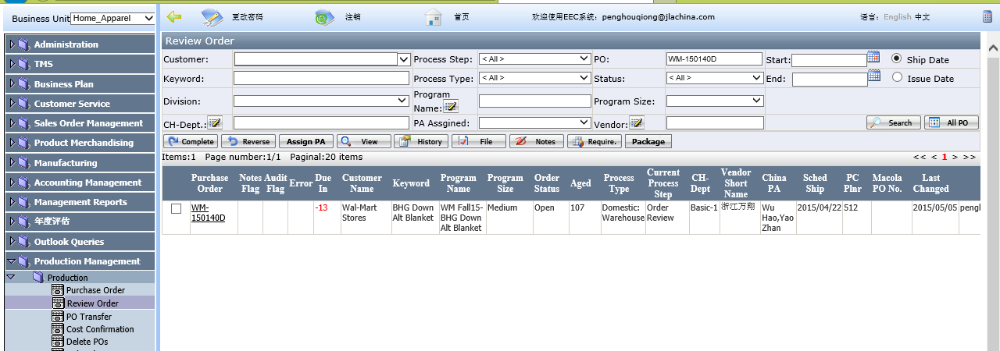 Business Unit Home_Apparel 更改密码 注销 首页 欢迎使用EEC系统: penghouqiong@jlachina.com 语言: English 中文
Administration
TMS
Business Plan
Customer Service
Sales Order Management
Product Merchandising
Manufacturing
Accounting Management
Management Reports
年度评估
Outlook Queries
Production Management
Production
Purchase Order
Review Order
PO Transfer
Cost Confirmation
Delete POs
Review Order
Customer: Process Step: < All > PO: WM-150140D Start: Ship Date
Keyword: Process Type: < All > Status: < All > End: Issue Date
Division: Program Name: Program Size:
CH-Dept.: PA Assgined: Vendor: Search All PO
Complete Reverse Assign PA View History File Notes Require. Package
Items:1 Page number:1/1 Paginal:20 items << < 1 > >>
Purchase Order Notes Flag Audit Flag Error Due In Customer Name Keyword Program Name Program Size Order Status Aged Process Type Current Process Step CH-Dept Vendor Short Name China PA Sched Ship PC Plnr Macola PO No. Last Changed
WM-150140D -13 Wal-Mart Stores BHG Down Alt Blanket WM Fall15-BHG Down Alt Blanket Medium Open 107 Domestic: Warehouse Order Review Basic-1 浙江万翔 Wu Hao,Yao Zhan 2015/04/22 512 2015/05/05